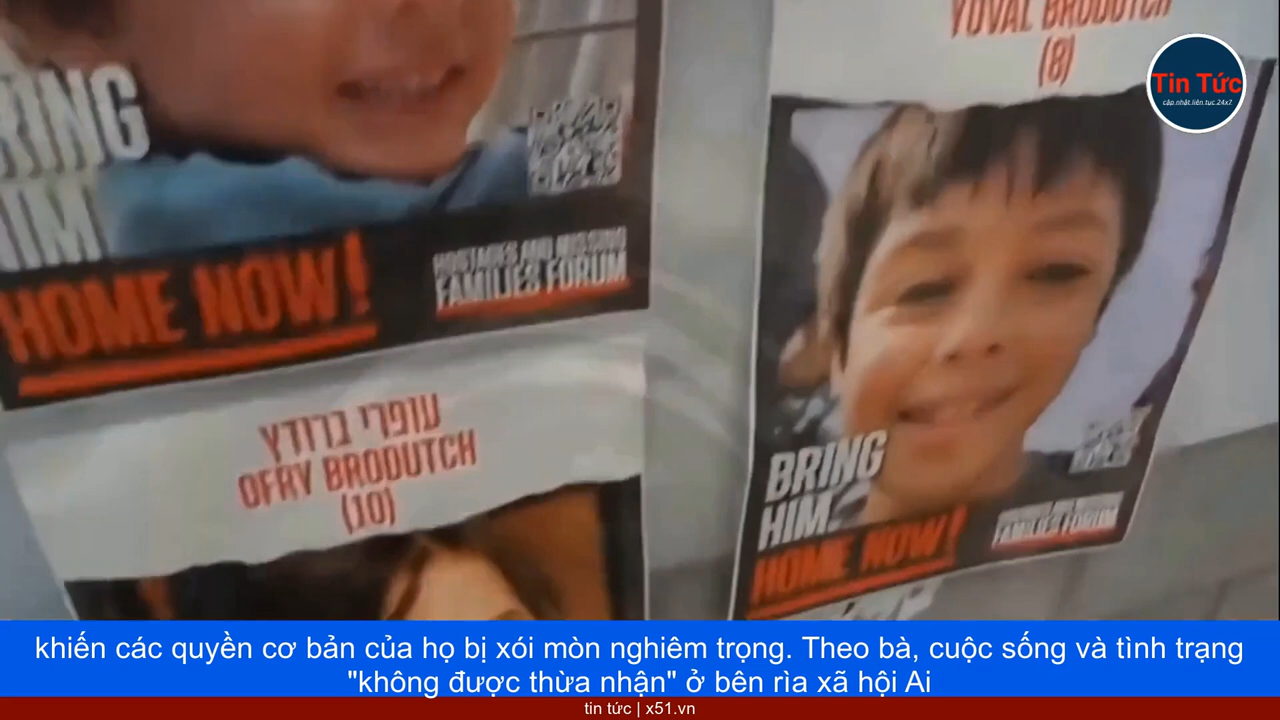 YUVAL BRODUTCH
(8)
Tin Tức
cập nhật liên tục 24x7
BRING
HIM
HOME NOW!
HOSTAGES AND MISSING
FAMILIES FORUM
עופרי ברודץ
OFRY BRODUTCH
(10)
BRING
HIM
HOME NOW!
FAMILIES FORUM
khiến các quyền cơ bản của họ bị xói mòn nghiêm trọng. Theo bà, cuộc sống và tình trạng
"không được thừa nhận" ở bên rìa xã hội Ai
tin tức | x51.vn